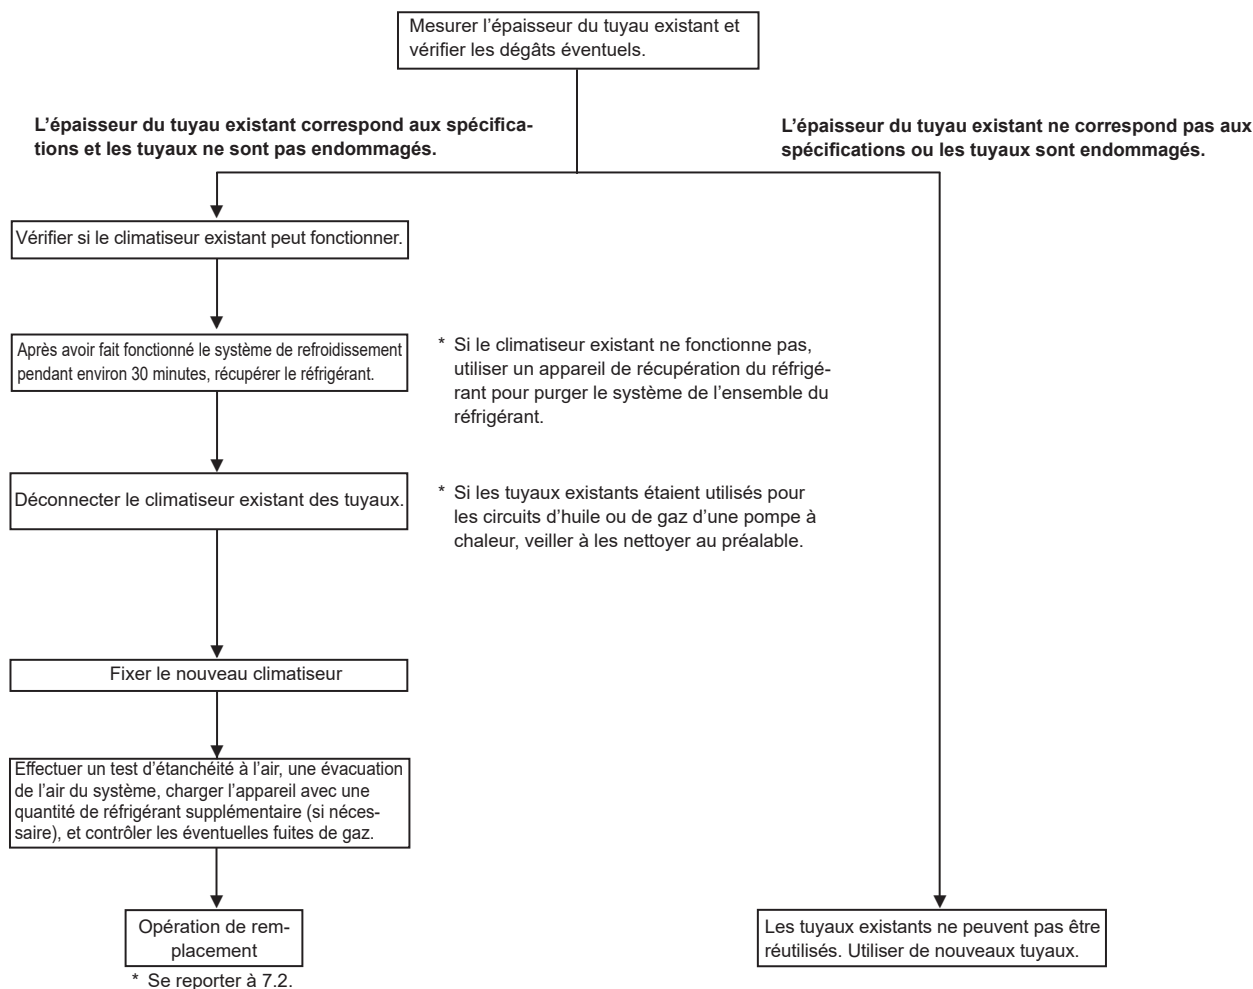 Mesurer l’épaisseur du tuyau existant et
vérifier les dégâts éventuels.
L’épaisseur du tuyau existant correspond aux spécifica-
tions et les tuyaux ne sont pas endommagés.
L’épaisseur du tuyau existant ne correspond pas aux
spécifications ou les tuyaux sont endommagés.
Vérifier si le climatiseur existant peut fonctionner.
Après avoir fait fonctionné le système de refroidissement
pendant environ 30 minutes, récupérer le réfrigérant.
* Si le climatiseur existant ne fonctionne pas,
utiliser un appareil de récupération du réfrigé-
rant pour purger le système de l’ensemble du
réfrigérant.
Déconnecter le climatiseur existant des tuyaux.
* Si les tuyaux existants étaient utilisés pour
les circuits d’huile ou de gaz d’une pompe à
chaleur, veiller à les nettoyer au préalable.
Fixer le nouveau climatiseur
Effectuer un test d’étanchéité à l’air, une évacuation
de l’air du système, charger l’appareil avec une
quantité de réfrigérant supplémentaire (si néces-
saire), et contrôler les éventuelles fuites de gaz.
Opération de rem-
placement
* Se reporter à 7.2.
Les tuyaux existants ne peuvent pas être
réutilisés. Utiliser de nouveaux tuyaux.